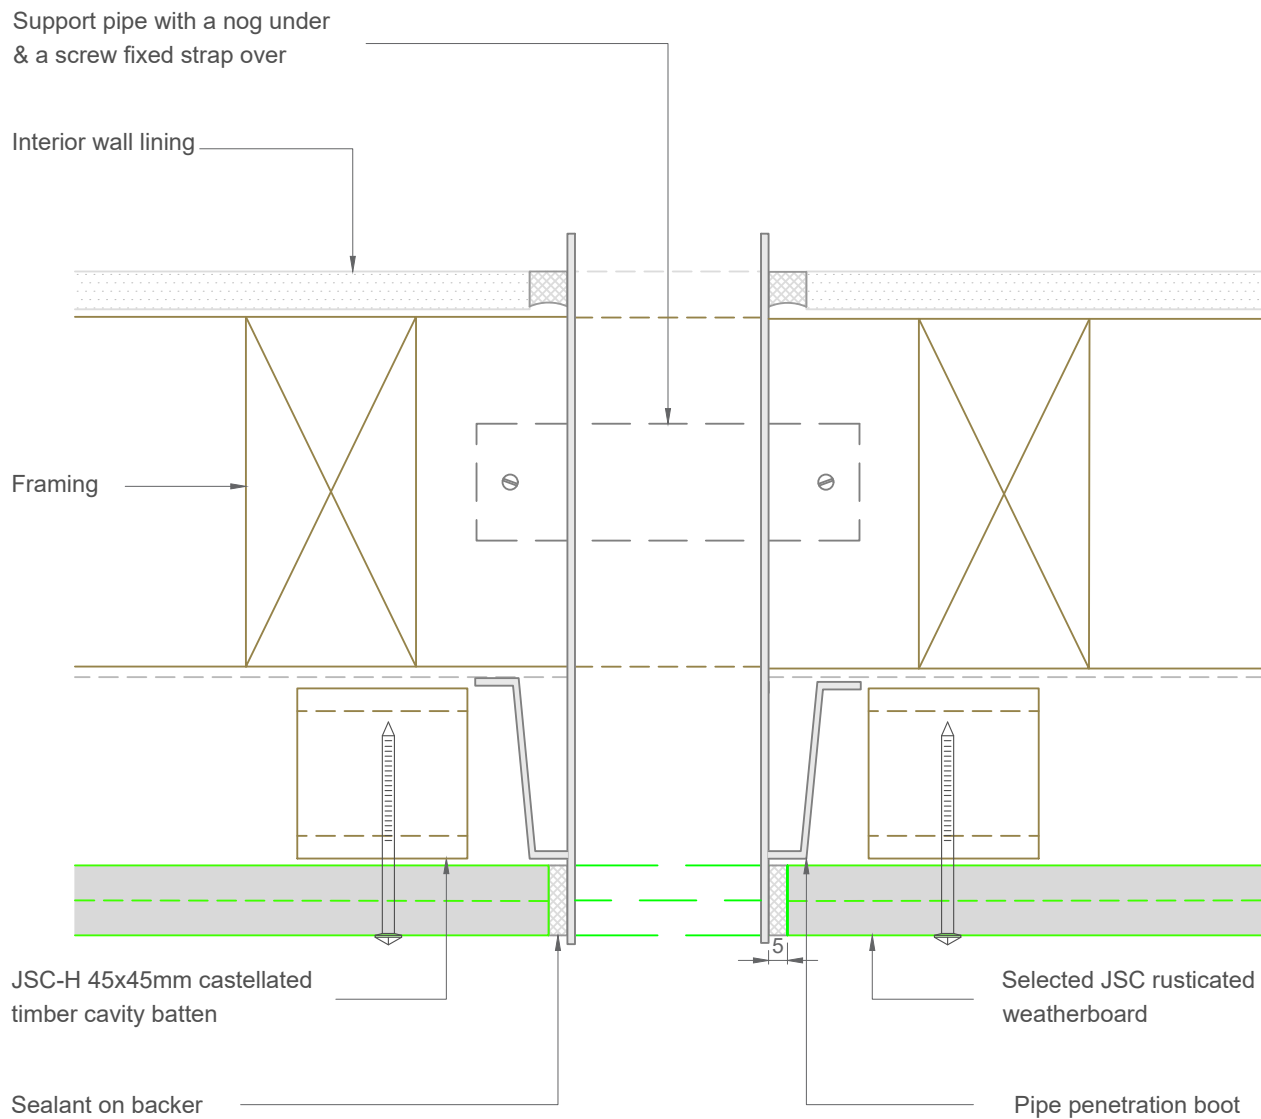 Support pipe with a nog under
& a screw fixed strap over
Interior wall lining
Framing
5
JSC-H 45x45mm castellated
timber cavity batten
Selected JSC rusticated
weatherboard
Sealant on backer
Pipe penetration boot